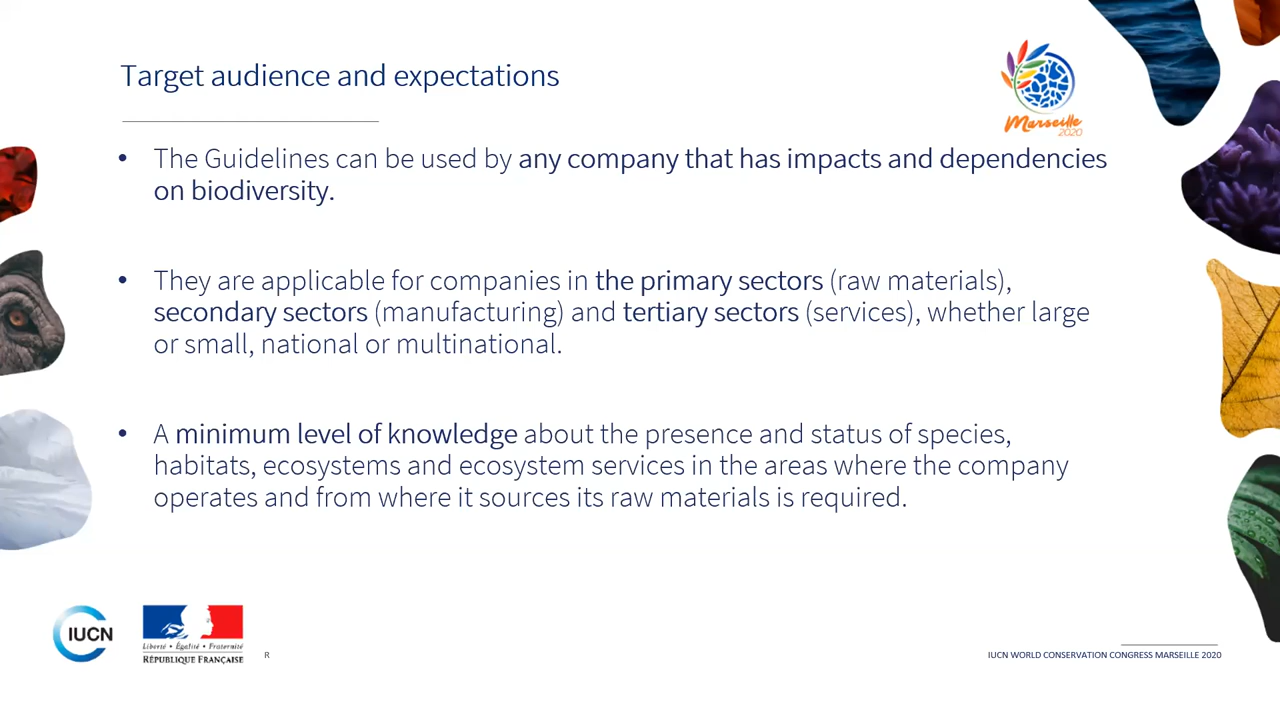 Target audience and expectations
Marseille
2020
• The Guidelines can be used by any company that has impacts and dependencies
on biodiversity.
• They are applicable for companies in the primary sectors (raw materials),
secondary sectors (manufacturing) and tertiary sectors (services), whether large
or small, national or multinational.
• A minimum level of knowledge about the presence and status of species,
habitats, ecosystems and ecosystem services in the areas where the company
operates and from where it sources its raw materials is required.
IUCN
Liberté • Égalité • Fraternité
RÉPUBLIQUE FRANÇAISE
R
IUCN WORLD CONSERVATION CONGRESS MARSEILLE 2020